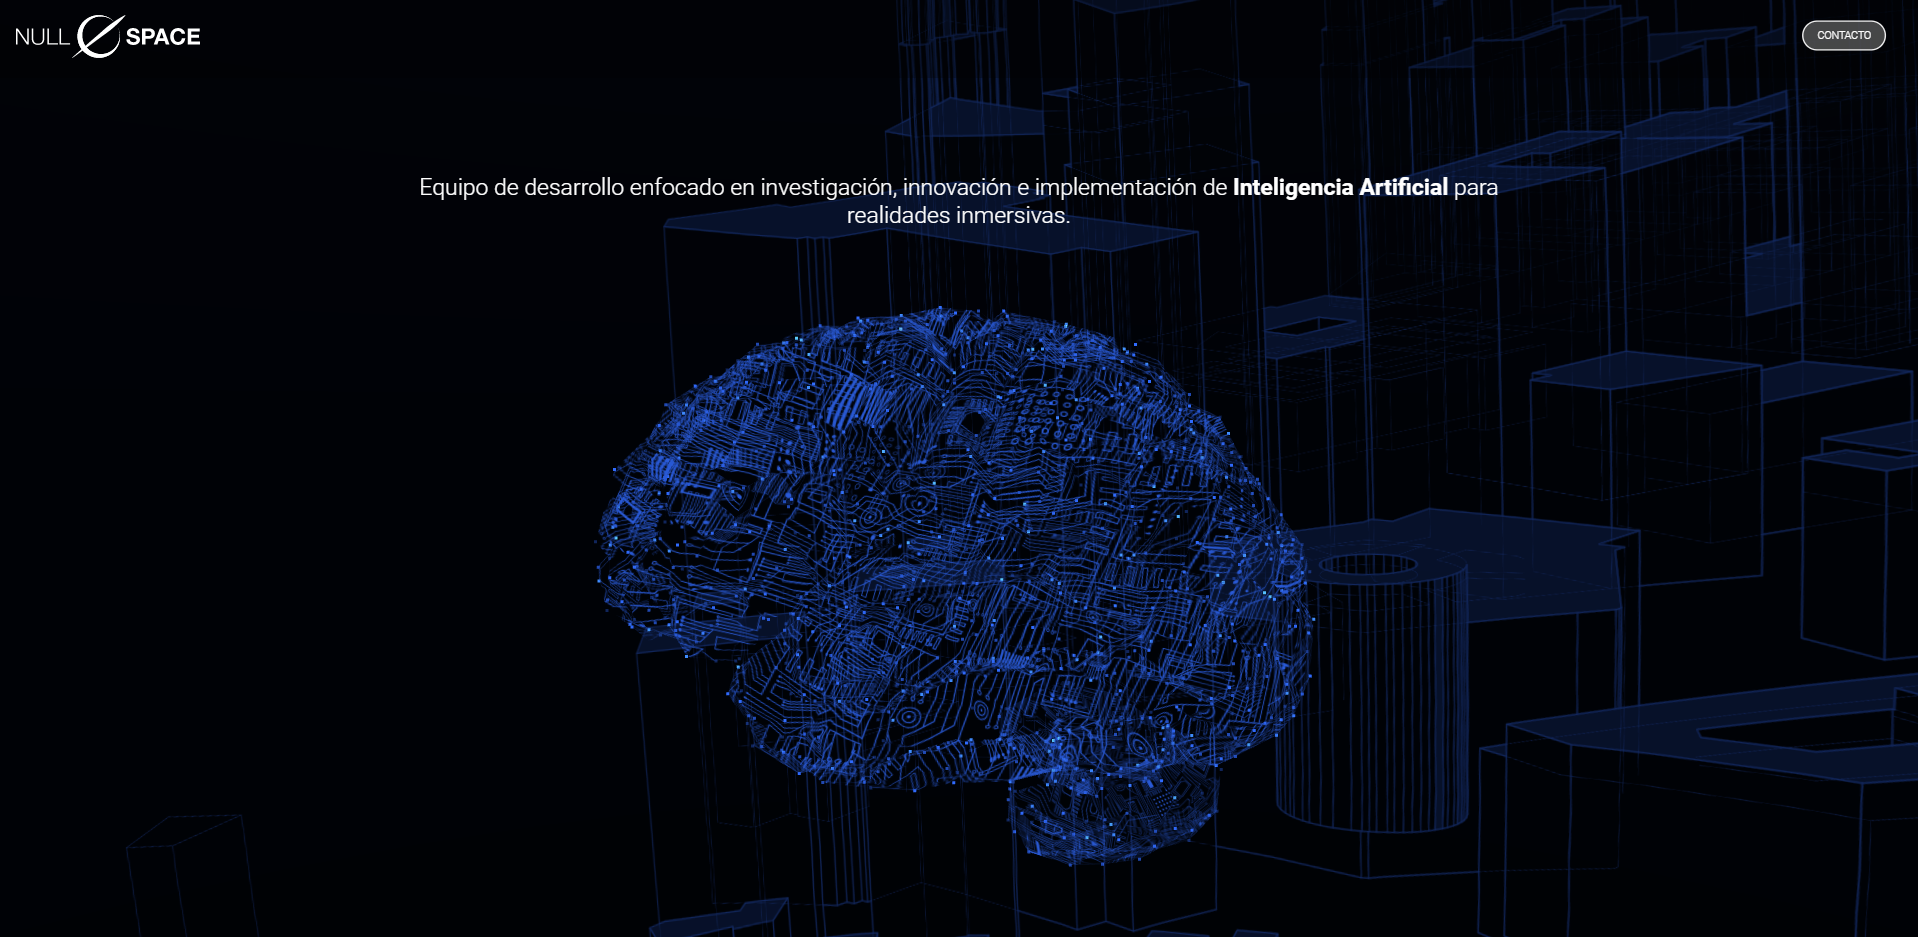 NULL SPACE
CONTACTO
Equipo de desarrollo enfocado en investigación, innovación e implementación de Inteligencia Artificial para
realidades inmersivas.